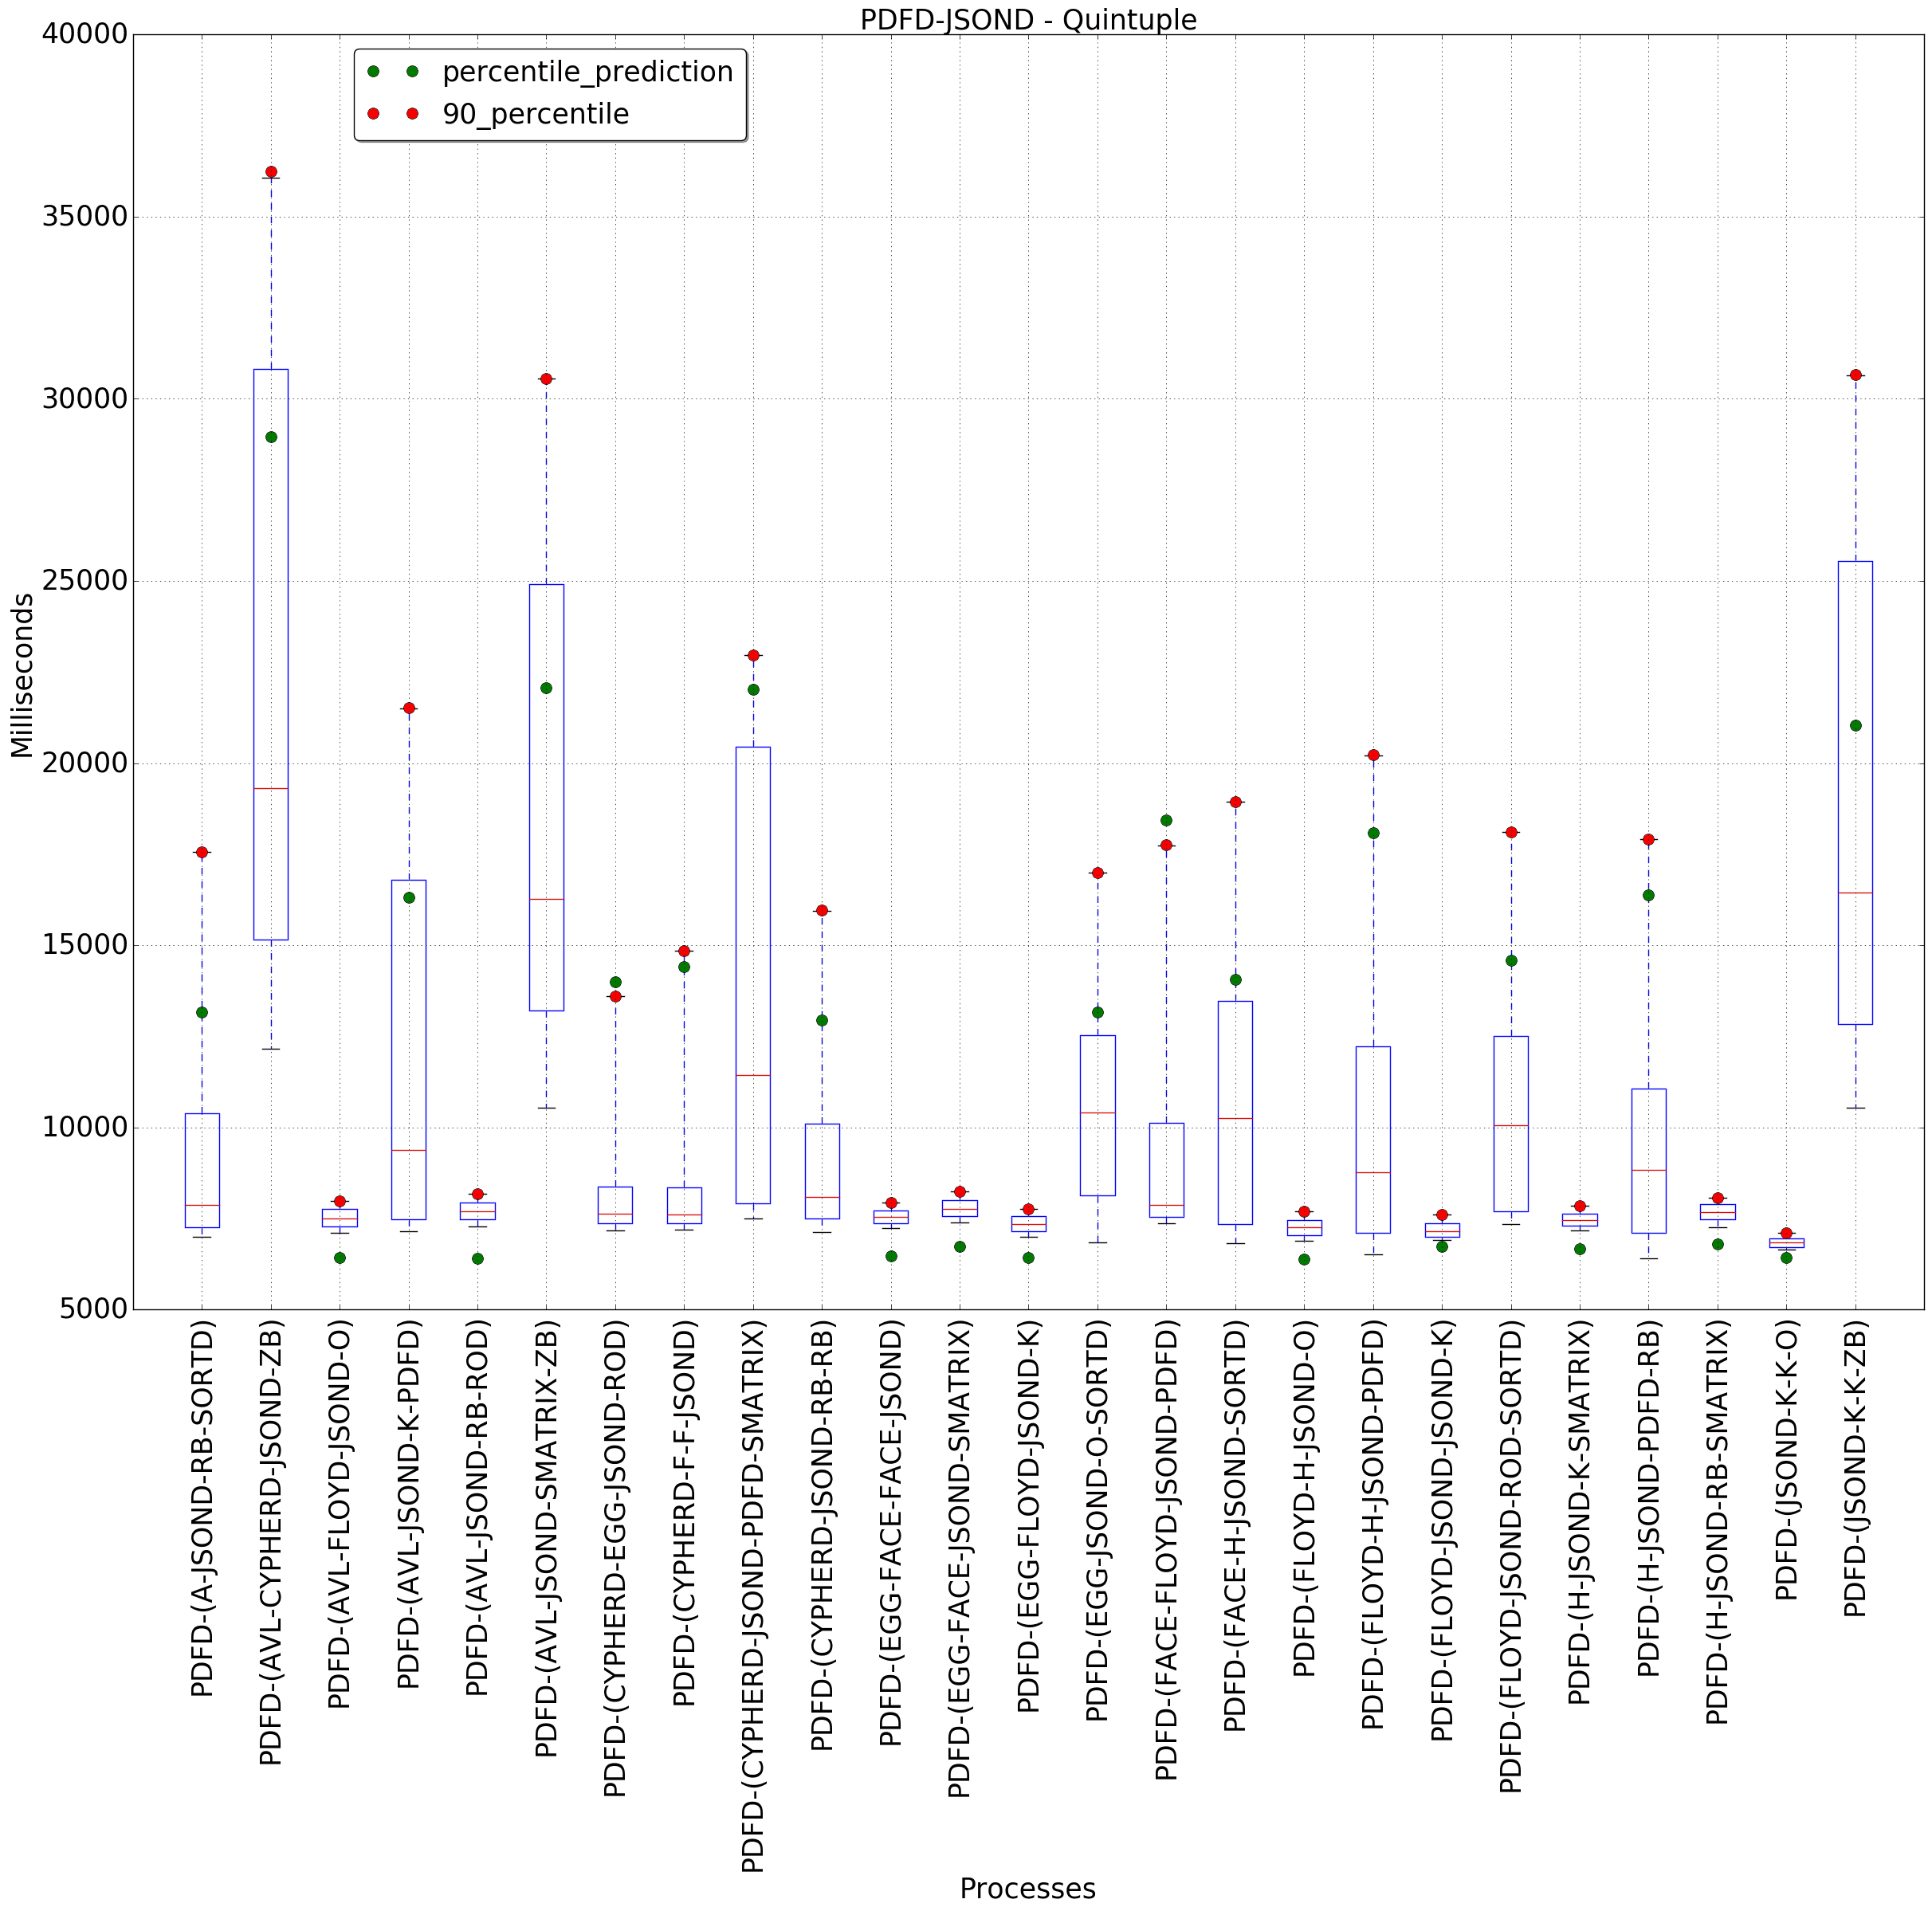 PDFD-JSOND - Quintuple
percentile_prediction
90_percentile
Milliseconds
40000
35000
30000
25000
20000
15000
10000
5000
PDFD-(A-JSOND-RB-SORTD)
PDFD-(AVL-CYPHERD-JSOND-ZB)
PDFD-(AVL-FLOYD-JSOND-O)
PDFD-(AVL-JSOND-K-PDFD)
PDFD-(AVL-JSOND-RB-ROD)
PDFD-(AVL-JSOND-SMATRIX-ZB)
PDFD-(CYPHERD-EGG-JSOND-ROD)
PDFD-(CYPHERD-F-F-JSOND)
PDFD-(CYPHERD-JSOND-PDFD-SMATRIX)
PDFD-(CYPHERD-JSOND-RB-RB)
PDFD-(EGG-FACE-FACE-JSOND)
PDFD-(EGG-FACE-JSOND-SMATRIX)
PDFD-(EGG-FLOYD-JSOND-K)
PDFD-(EGG-JSOND-O-SORTD)
PDFD-(FACE-FLOYD-JSOND-PDFD)
PDFD-(FACE-H-JSOND-SORTD)
PDFD-(FLOYD-H-JSOND-O)
PDFD-(FLOYD-H-JSOND-PDFD)
PDFD-(FLOYD-JSOND-JSOND-K)
PDFD-(FLOYD-JSOND-ROD-SORTD)
PDFD-(H-JSOND-K-SMATRIX)
PDFD-(H-JSOND-PDFD-RB)
PDFD-(H-JSOND-RB-SMATRIX)
PDFD-(JSOND-K-K-O)
PDFD-(JSOND-K-K-ZB)
Processes